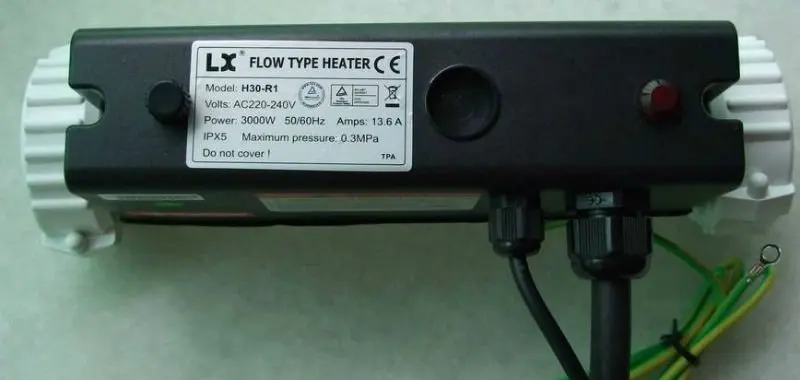 LX® FLOW TYPE HEATER CE
Model: H30-R1
Volts: AC220-240V
Power: 3000W 50/60Hz Amps: 13.6 A
IPX5 Maximum pressure: 0.3MPa
Do not cover !
TPA